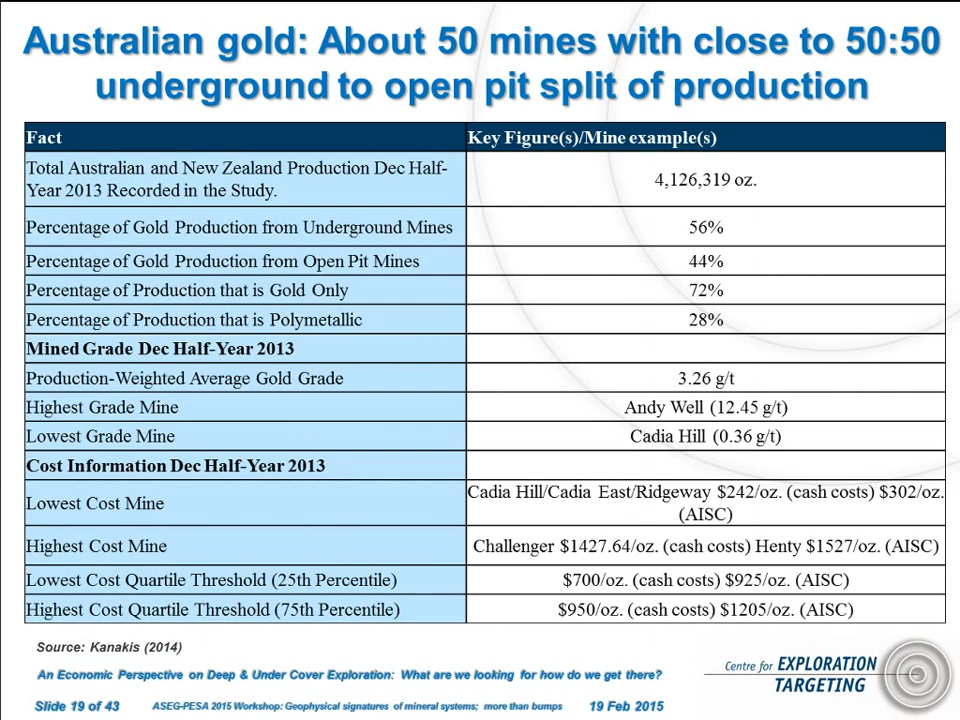 Australian gold: About 50 mines with close to 50:50
underground to open pit split of production
Fact
Key Figure(s)/Mine example(s)
Total Australian and New Zealand Production Dec Half-
Year 2013 Recorded in the Study.
4,126,319 oz.
Percentage of Gold Production from Underground Mines
56%
Percentage of Gold Production from Open Pit Mines
44%
Percentage of Production that is Gold Only
72%
Percentage of Production that is Polymetallic
28%
Mined Grade Dec Half-Year 2013
Production-Weighted Average Gold Grade
3.26 g/t
Highest Grade Mine
Andy Well (12.45 g/t)
Lowest Grade Mine
Cadia Hill (0.36 g/t)
Cost Information Dec Half-Year 2013
Lowest Cost Mine
Cadia Hill/Cadia East/Ridgeway $242/oz. (cash costs) $302/oz.
(AISC)
Highest Cost Mine
Challenger $1427.64/oz. (cash costs) Henty $1527/oz. (AISC)
Lowest Cost Quartile Threshold (25th Percentile)
$700/oz. (cash costs) $925/oz. (AISC)
Highest Cost Quartile Threshold (75th Percentile)
$950/oz. (cash costs) $1205/oz. (AISC)
Source: Kanakis (2014)
An Economic Perspective on Deep & Under Cover Exploration: What are we looking for how do we get there?
Centre for EXPLORATION
TARGETING
Slide 19 of 43
ASEG-PESA 2015 Workshop: Geophysical signatures of mineral systems; more than bumps
19 Feb 2015